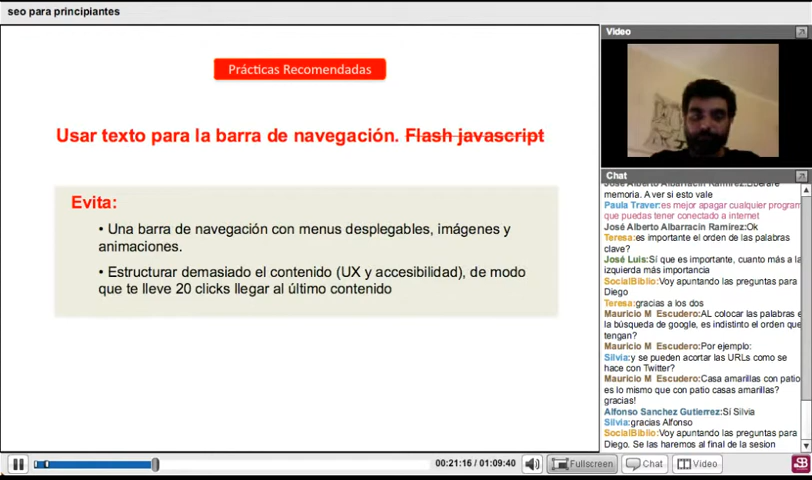 seo para principiantes
Prácticas Recomendadas
Usar texto para la barra de navegación. Flash javascript
Evita:
• Una barra de navegación con menus desplegables, imágenes y
animaciones.
• Estructurar demasiado el contenido (UX y accesibilidad), de modo
que te lleve 20 clicks llegar al último contenido
Video
Chat
José Alberto Albarracin Ramírez:Liberare
memoria. A ver si esto vale
Paula Traver:es mejor apagar cualquier program
que puedas tener conectado a internet
José Alberto Albarracin Ramírez:Ok
Teresa:es importante el orden de las palabras
clave?
José Luis:Sí que es importante, cuanto más a la
izquierda más importancia
SocialBiblio:Voy apuntando las preguntas para
Diego
Teresa:gracias a los dos
Mauricio M Escudero:AL colocar las palabras e
la búsqueda de google, es indistinto el orden que
tengan?
Mauricio M Escudero:Por ejemplo:
Silvia:y se pueden acortar las URLs como se
hace con Twitter?
Mauricio M Escudero:Casa amarillas con patio
es lo mismo que con patio casas amarillas?
gracias!
Alfonso Sanchez Gutierrez:Sí Silvia
Silvia:gracias Alfonso
SocialBiblio:Voy apuntando las preguntas para
Diego. Se las haremos al final de la sesion
00:21:16 / 01:09:40
Fullscreen
Chat
Video
SB